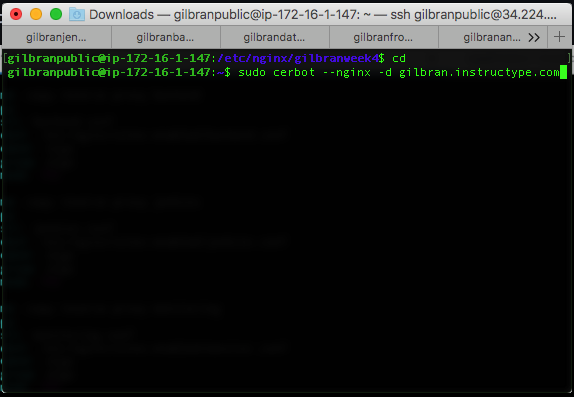 Downloads — gilbranpublic@ip-172-16-1-147: ~ — ssh gilbranpublic@34.224....
gilbranjen... gilbranba... gilbrandat... gilbranfro... gilbranan... >> +
[gilbranpublic@ip-172-16-1-147:/etc/nginx/gilbranweek4$ cd ]
gilbranpublic@ip-172-16-1-147:~$ sudo cerbot --nginx -d gilbran.instructype.com